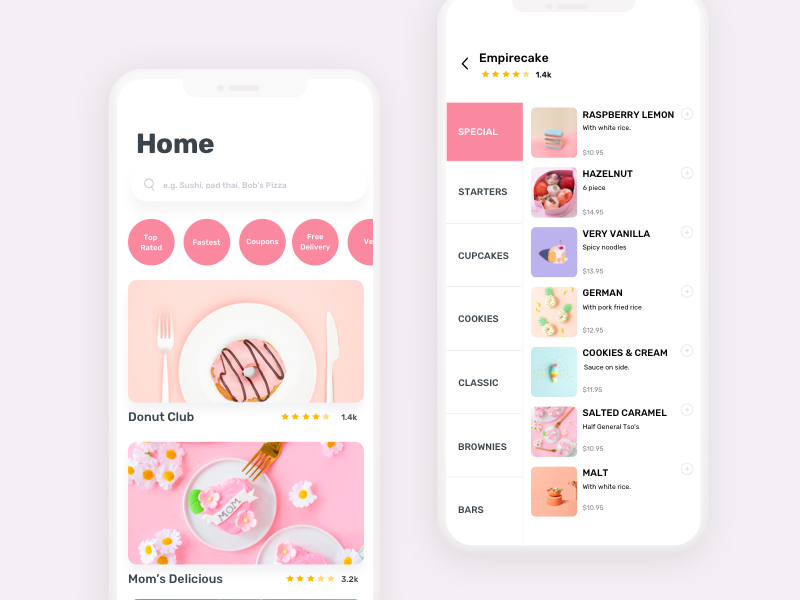 Home
e.g. Sushi, pad thai, Bob's Pizza
Top
Rated
Fastest
Coupons
Free
Delivery
Ve
Donut Club
1.4k
MOM
Mom's Delicious
3.2k
Empirecake
1.4k
SPECIAL
STARTERS
CUPCAKES
COOKIES
CLASSIC
BROWNIES
BARS
RASPBERRY LEMON
With white rice.
$10.95
HAZELNUT
6 piece
$14.95
VERY VANILLA
Spicy noodles
$13.95
GERMAN
With pork fried rice
$12.95
COOKIES & CREAM
Sauce on side.
$11.95
SALTED CARAMEL
Half General Tso's
$10.95
MALT
With white rice.
$10.95